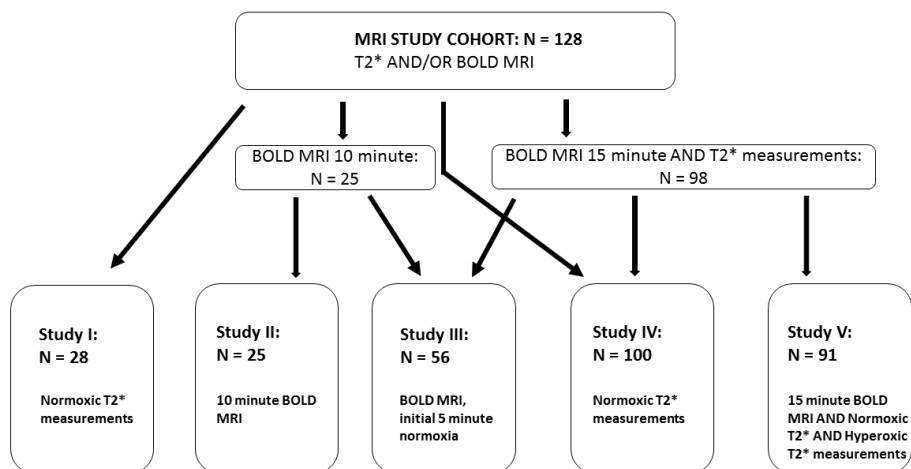 MRI STUDY COHORT: N = 128
T2* AND/OR BOLD MRI
BOLD MRI 10 minute:
N = 25
BOLD MRI 15 minute AND T2* measurements:
N = 98
Study I:
N = 28
Normoxic T2*
measurements
Study II:
N = 25
10 minute BOLD
MRI
Study III:
N = 56
BOLD MRI,
initial 5 minute
normoxia
Study IV:
N = 100
Normoxic T2*
measurements
Study V:
N = 91
15 minute BOLD
MRI AND Normoxic
T2* AND Hyperoxic
T2* measurements